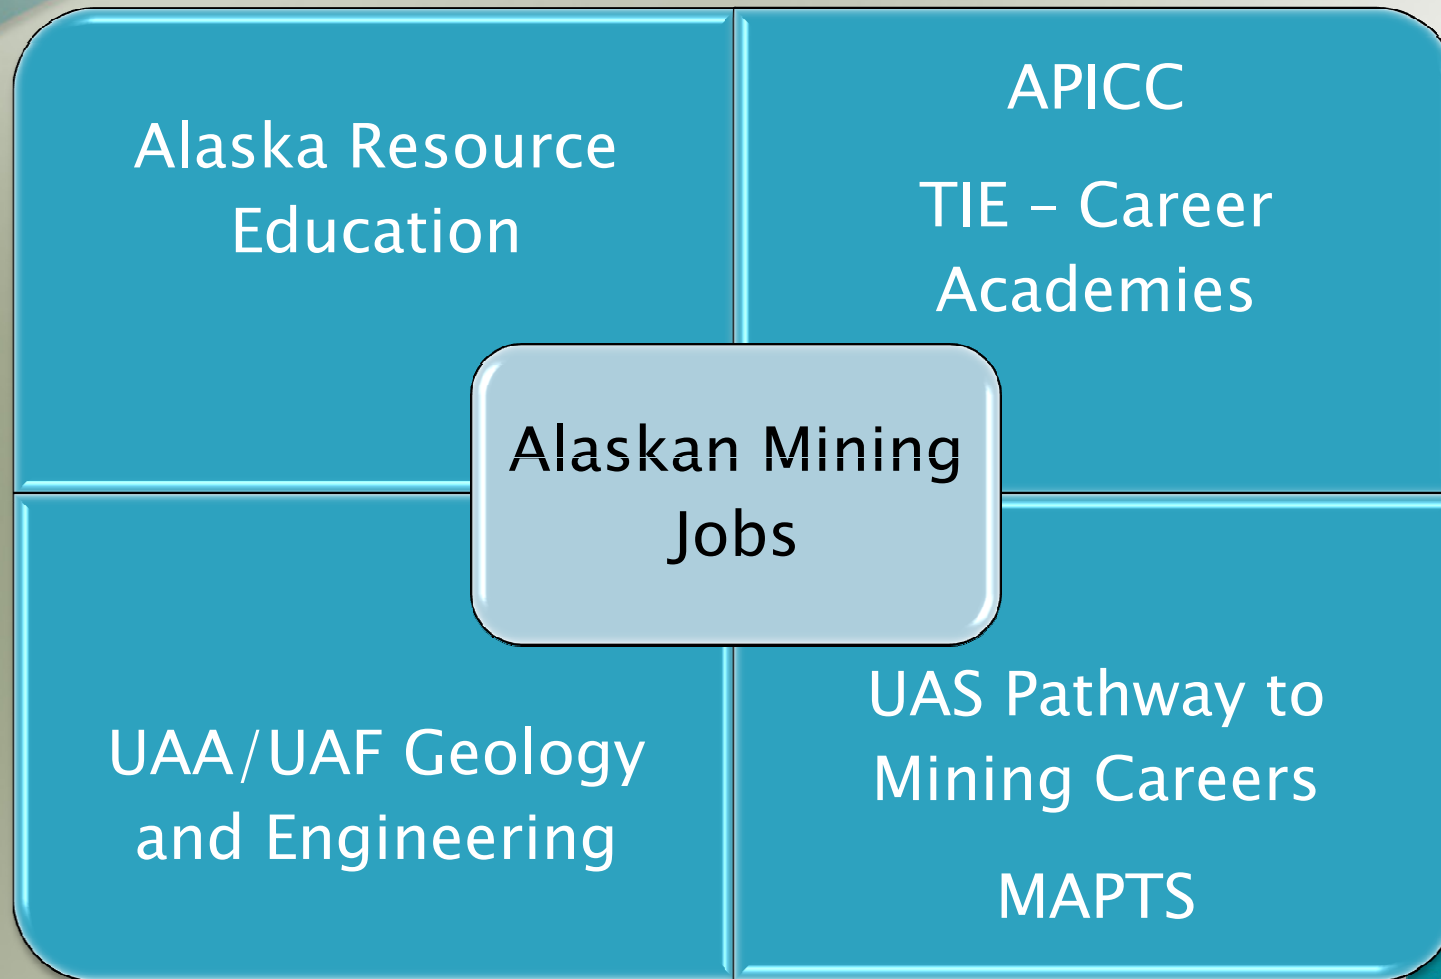 Alaska Resource
Education
APICC
TIE – Career
Academies
Alaskan Mining
Jobs
UAA/UAF Geology
and Engineering
UAS Pathway to
Mining Careers
MAPTS